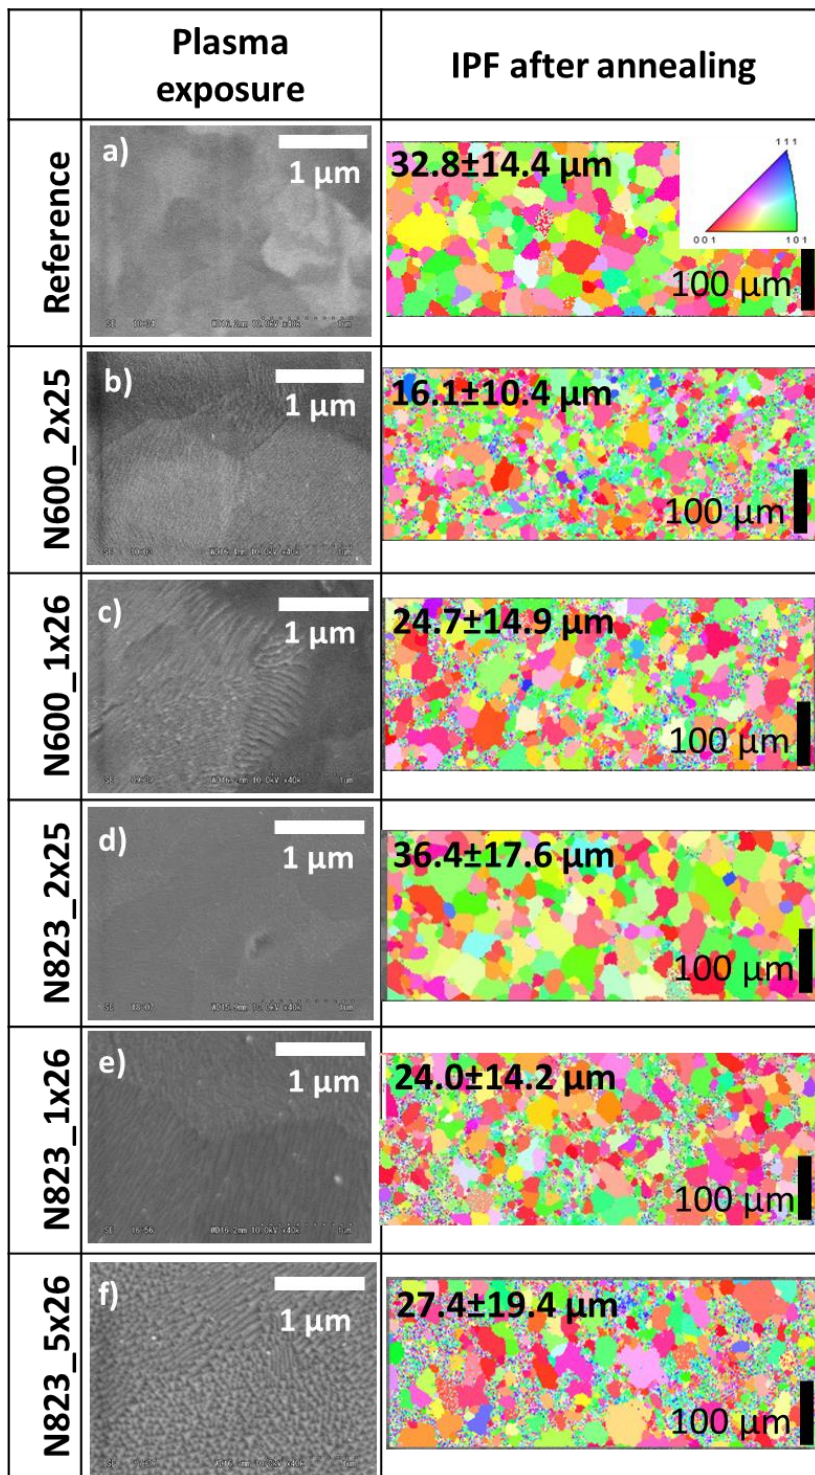 Plasma
exposure
IPF after annealing
Reference
a)
1 µm
32.8±14.4 µm
111
001
101
100 µm
N600_2x25
b)
1 µm
16.1±10.4 µm
100 µm
N600_1x26
c)
1 µm
24.7±14.9 µm
100 µm
N823_2x25
d)
1 µm
36.4±17.6 µm
100 µm
N823_1x26
e)
1 µm
SE 16:56
24.0±14.2 µm
100 µm
N823_5x26
f)
1 µm
27.4±19.4 µm
100 µm